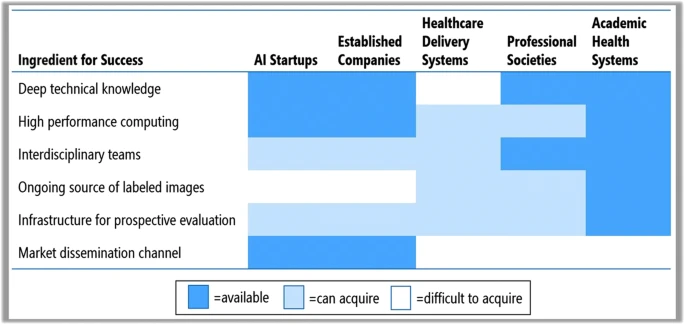 Ingredient for Success
AI Startups
Established
Companies
Healthcare
Delivery
Systems
Professional
Societies
Academic
Health
Systems
Deep technical knowledge
High performance computing
Interdisciplinary teams
Ongoing source of labeled images
Infrastructure for prospective evaluation
Market dissemination channel
=available
=can acquire
=difficult to acquire